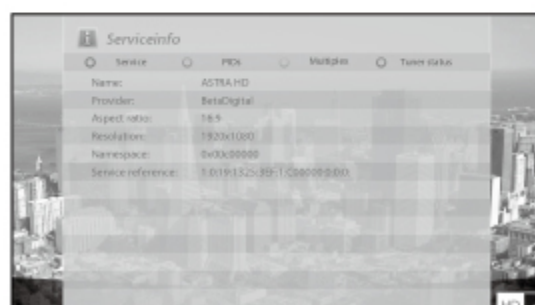 Serviceinfo
Service PIDs Multiplex Tuner status
Name: ASTRA HD
Provider: BetaDigital
Aspect ratio: 16:9
Resolution: 1920x1080
Namespace: 0x00c00000
Service reference:
HD